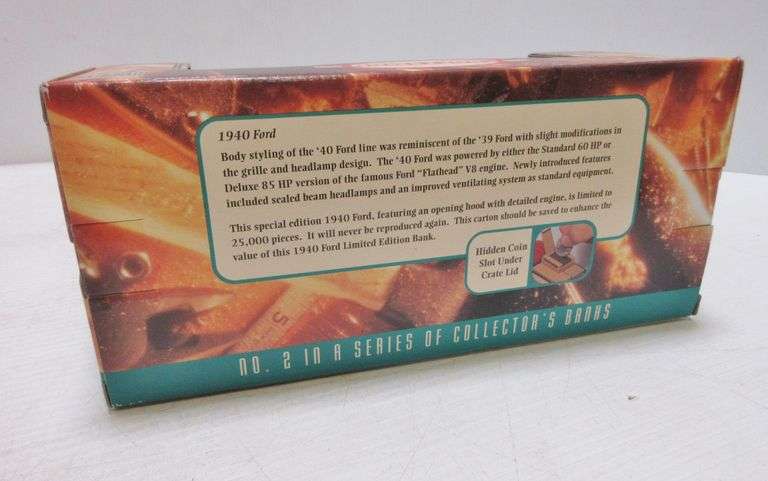 1940 Ford
Body styling of the '40 Ford line was reminiscent of the '39 Ford with slight modifications in
the grille and headlamp design. The '40 Ford was powered by either the Standard 60 HP or
Deluxe 85 HP version of the famous Ford "Flathead" V8 engine. Newly introduced features
included sealed beam headlamps and an improved ventilating system as standard equipment.
This special edition 1940 Ford, featuring an opening hood with detailed engine, is limited to
25,000 pieces. It will never be reproduced again. This carton should be saved to enhance the
value of this 1940 Ford Limited Edition Bank.
Hidden Coin
Slot Under
Crate Lid
5
NO. 2 IN A SERIES OF COLLECTOR'S BANKS